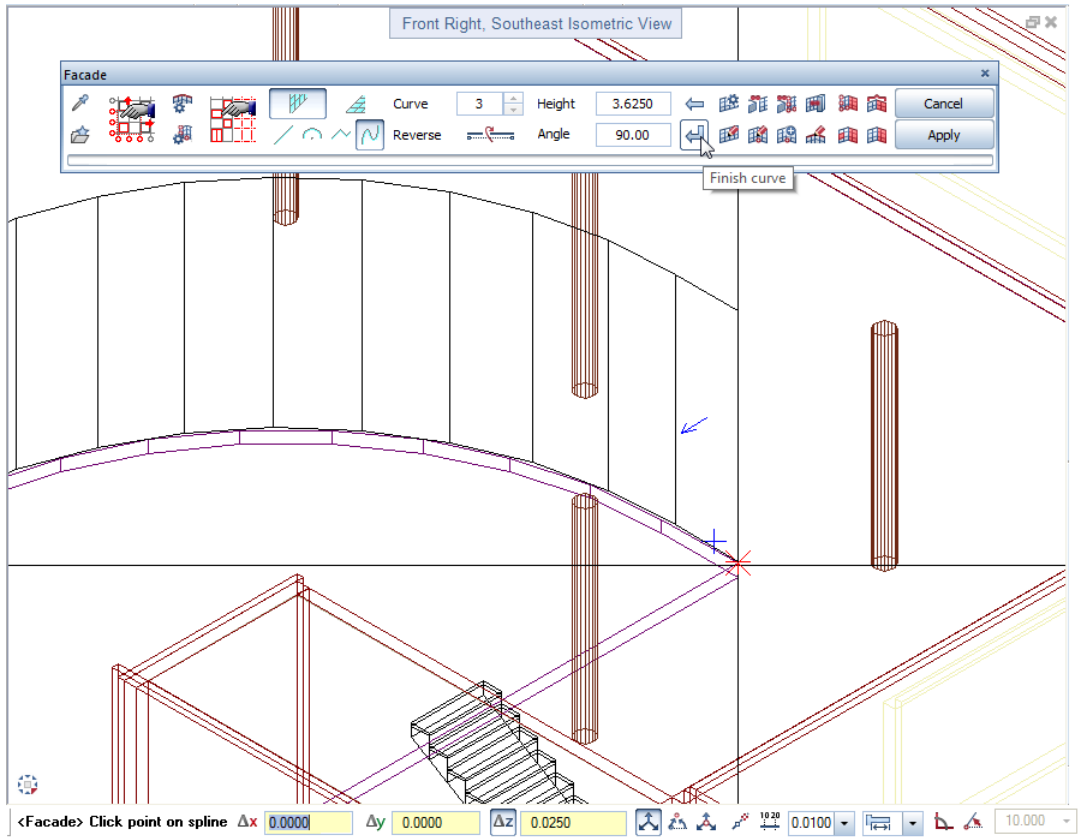 Front Right, Southeast Isometric View
Facade
Curve 3 Height 3.6250 Cancel
Reverse Angle 90.00 Apply
Finish curve
<Facade> Click point on spline Δx 0.0000 Δy 0.0000 Δz 0.0250 1020 0.0100 10.000